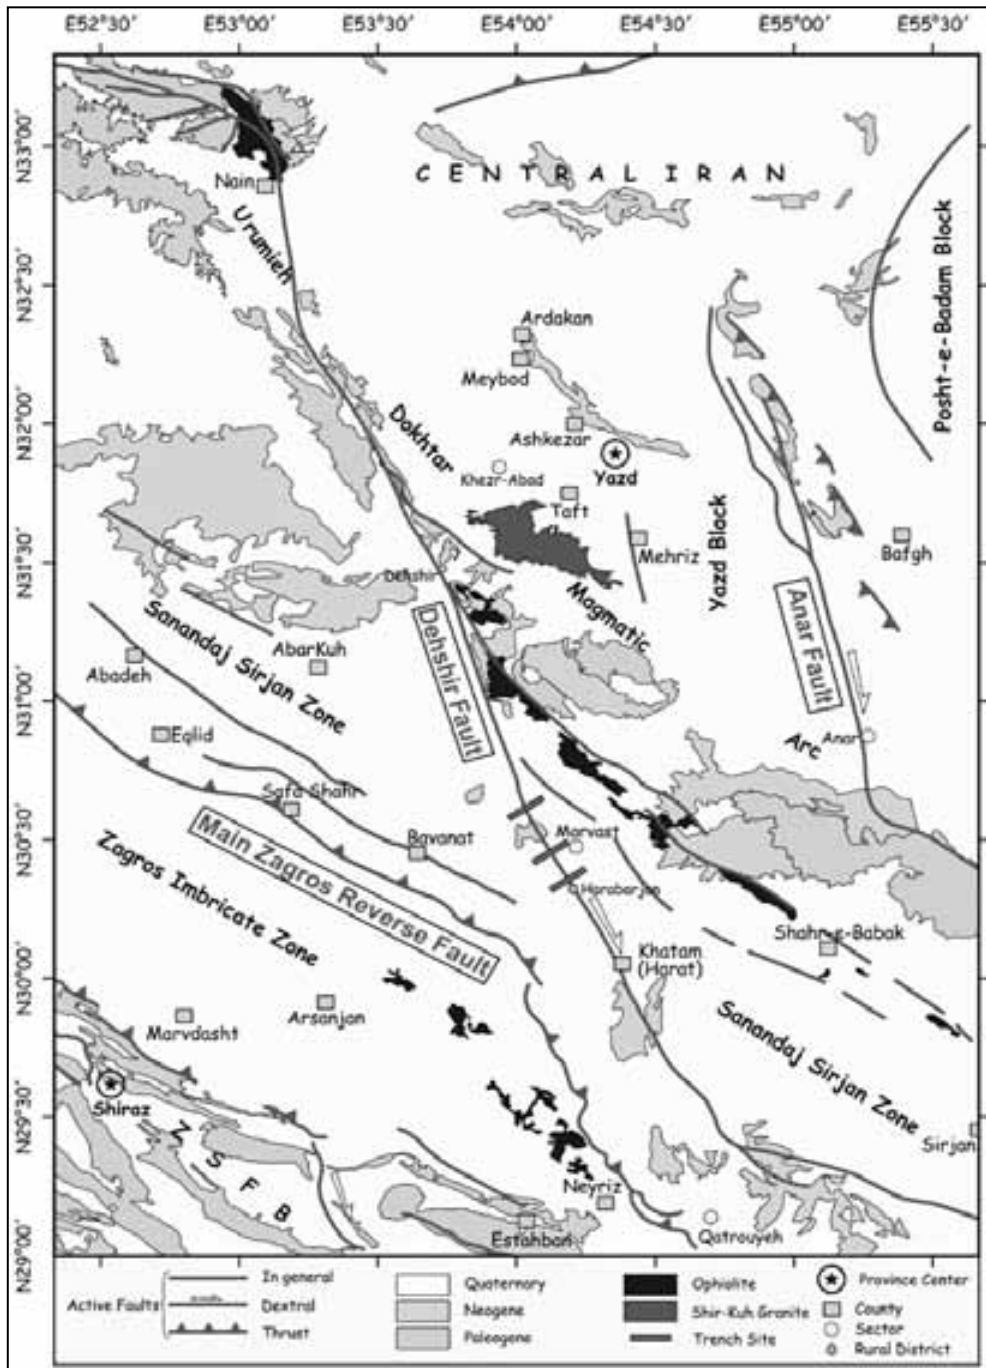 E52°30' E53°00' E53°30' E54°00' E54°30' E55°00' E55°30'
N33°00'
N32°30'
N32°00'
N31°30'
N31°00'
N30°30'
N30°00'
N29°30'
N29°00'
CENTRAL IRAN
Nain
Urumieh
Posht-e-Badam Block
Ardakan
Meybod
Dokhtar
Ashkezar
Khezr-Abad
Yazd
Taft
Yazd Block
Bafgh
Mehriz
Dehshir
Magmatic
Sanandaj Sirjan Zone
AbarKuh
Dehshir Fault
Anar Fault
Abadeh
Eqlid
Arc
Anar
Safa Shahr
Main Zagros Reverse Fault
Bavanat
Marvast
Harabarjan
Zagros Imbricate Zone
Shahr-e-Babak
Khatam
(Harat)
Marvdasht
Arsanjan
Sanandaj Sirjan Zone
Shiraz
Sirjan
ZSFB
Neyriz
Estahban
Qatrouyeh
Active Faults
In general
Dextral
Thrust
Quaternary
Neogene
Paleogene
Ophiolite
Shir-Kuh Granite
Trench Site
Province Center
County
Sector
Rural District